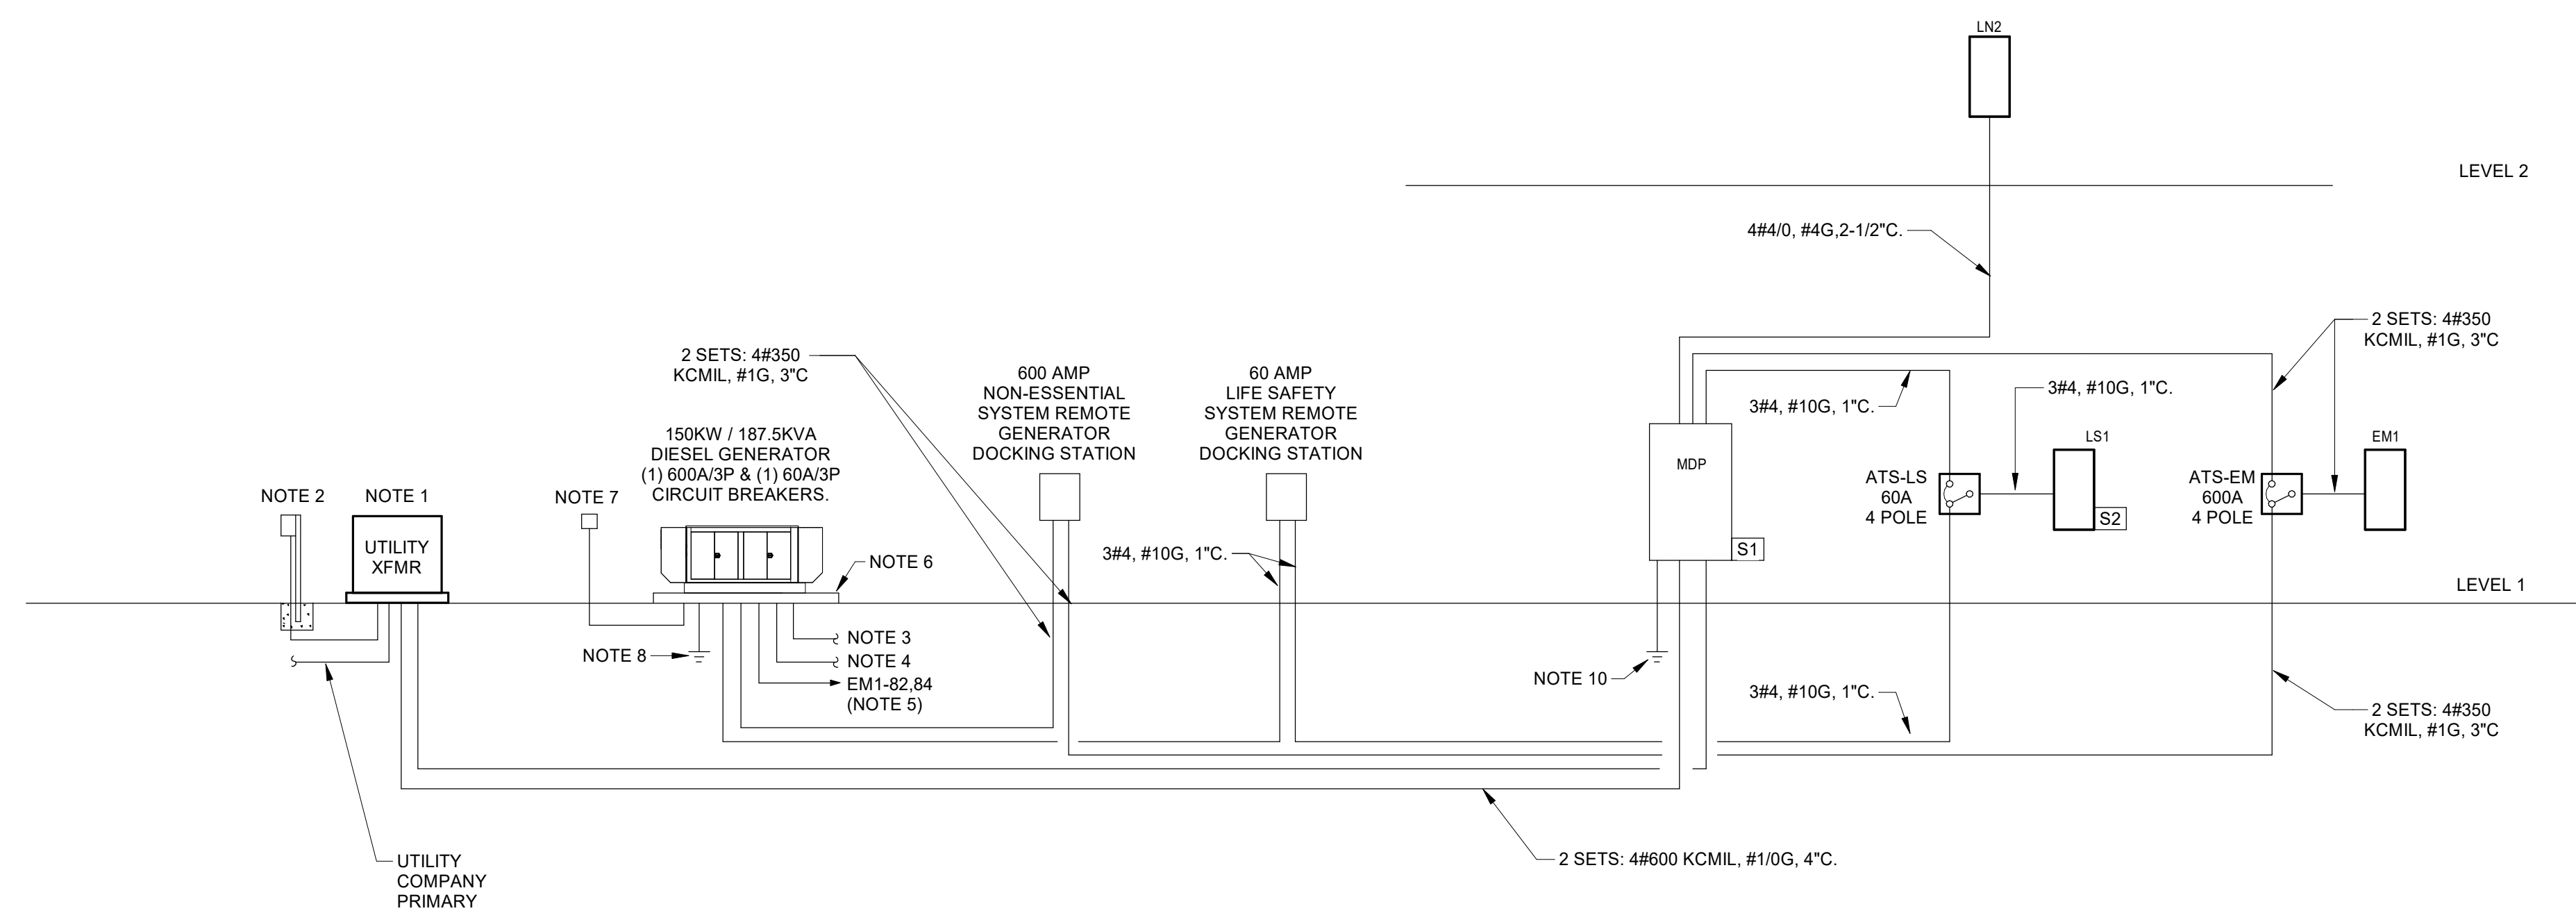 LN2
LEVEL 2
4#4/0, #4G,2-1/2"C.
2 SETS: 4#350
KCMIL, #1G, 3"C
2 SETS: 4#350
KCMIL, #1G, 3"C
600 AMP
NON-ESSENTIAL
SYSTEM REMOTE
GENERATOR
DOCKING STATION
60 AMP
LIFE SAFETY
SYSTEM REMOTE
GENERATOR
DOCKING STATION
3#4, #10G, 1"C.
3#4, #10G, 1"C.
150KW / 187.5KVA
DIESEL GENERATOR
(1) 600A/3P & (1) 60A/3P
CIRCUIT BREAKERS.
MDP
LS1
EM1
ATS-LS
60A
4 POLE
ATS-EM
600A
4 POLE
NOTE 2
NOTE 1
NOTE 7
S2
UTILITY
XFMR
3#4, #10G, 1"C.
S1
NOTE 6
LEVEL 1
NOTE 3
NOTE 8
NOTE 4
EM1-82,84
(NOTE 5)
NOTE 10
3#4, #10G, 1"C.
2 SETS: 4#350
KCMIL, #1G, 3"C
UTILITY
COMPANY
PRIMARY
2 SETS: 4#600 KCMIL, #1/0G, 4"C.